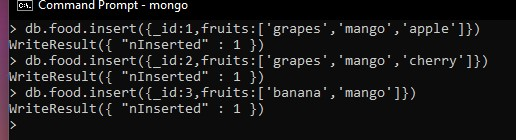 Command Prompt - mongo
> db.food.insert({_id:1,fruits:['grapes','mango','apple']})
WriteResult({ "nInserted" : 1 })
> db.food.insert({_id:2,fruits:['grapes','mango','cherry']})
WriteResult({ "nInserted" : 1 })
> db.food.insert({_id:3,fruits:['banana','mango']})
WriteResult({ "nInserted" : 1 })
>